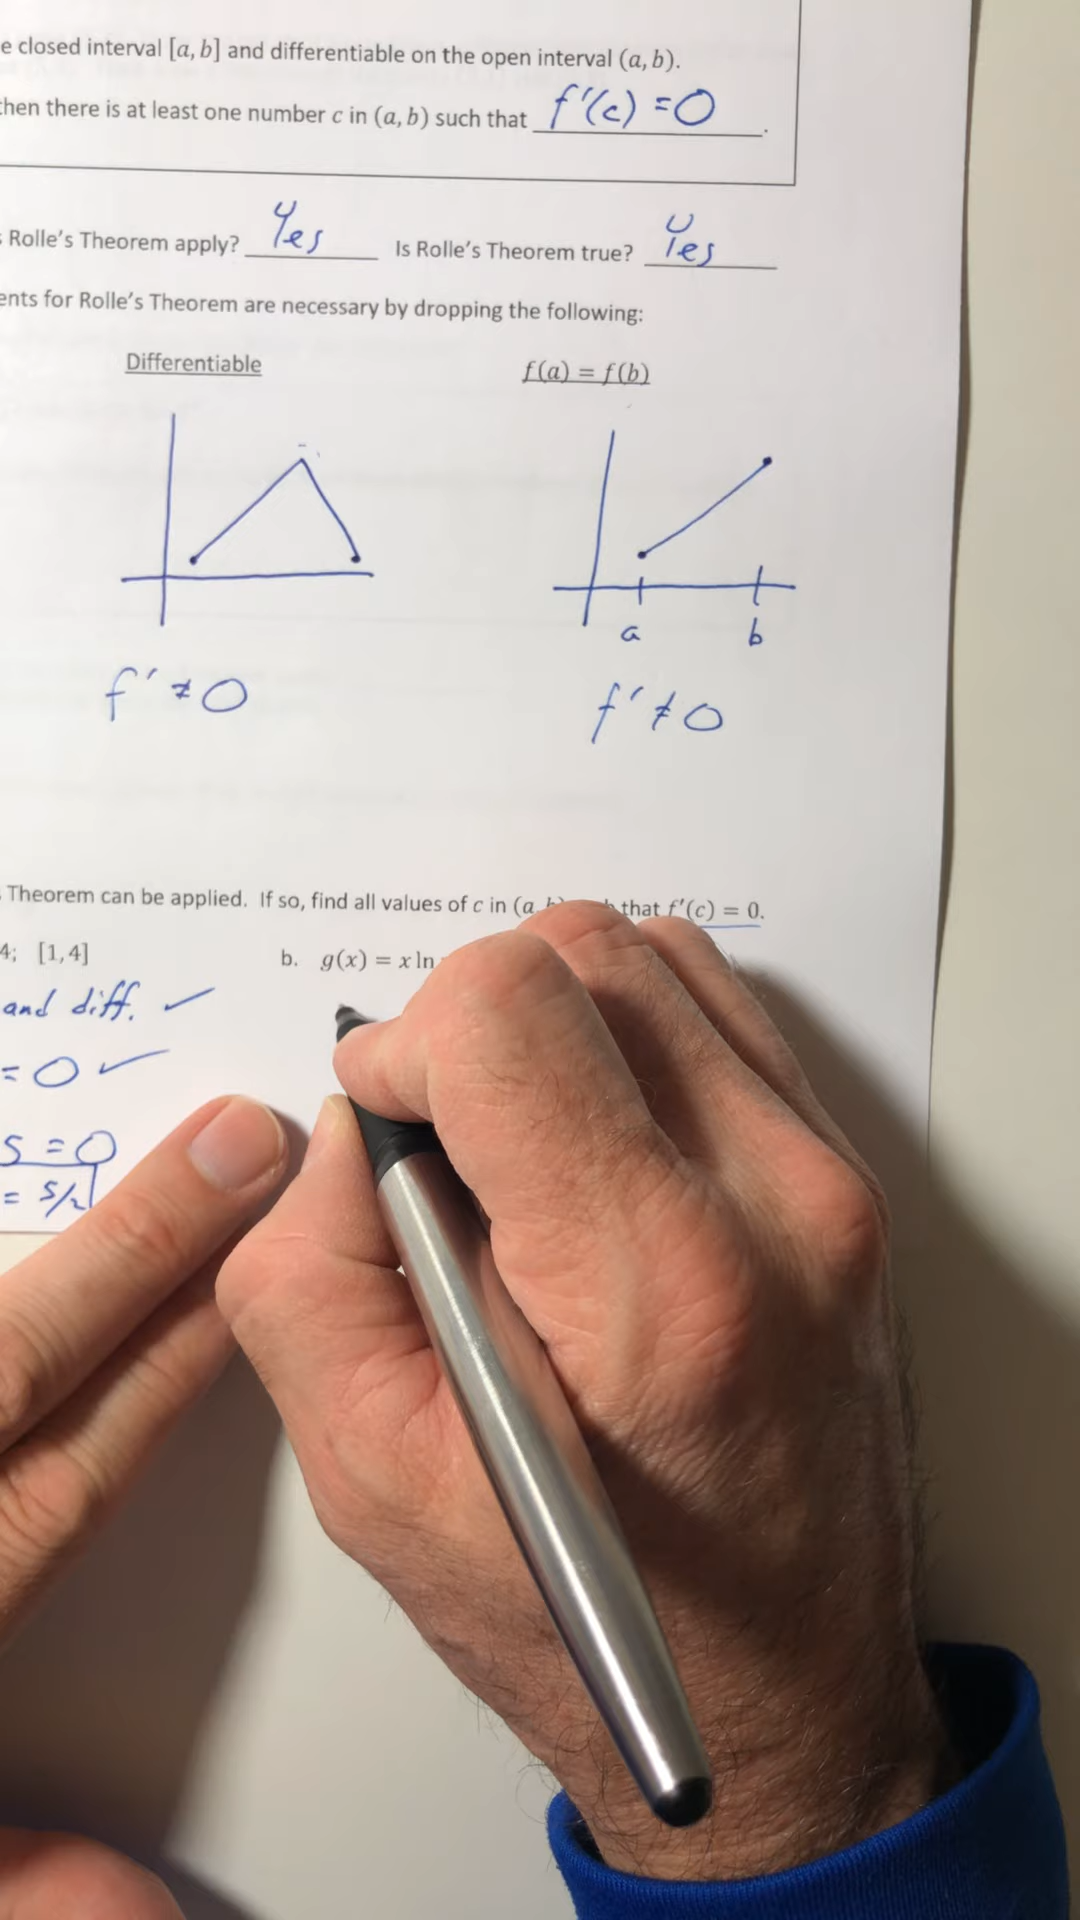 e closed interval [a, b] and differentiable on the open interval (a, b).
then there is at least one number c in (a, b) such that f'(c) = 0.
Rolle's Theorem apply? Yes Is Rolle's Theorem true? Yes
ents for Rolle's Theorem are necessary by dropping the following:
Differentiable f(a) = f(b)
a b
f' ≠ 0 f' ≠ 0
Theorem can be applied. If so, find all values of c in (a that f'(c) = 0.
4; [1,4] b. g(x) = x ln
and diff. ✓
= 0 ✓
5 = 0
= 5/2